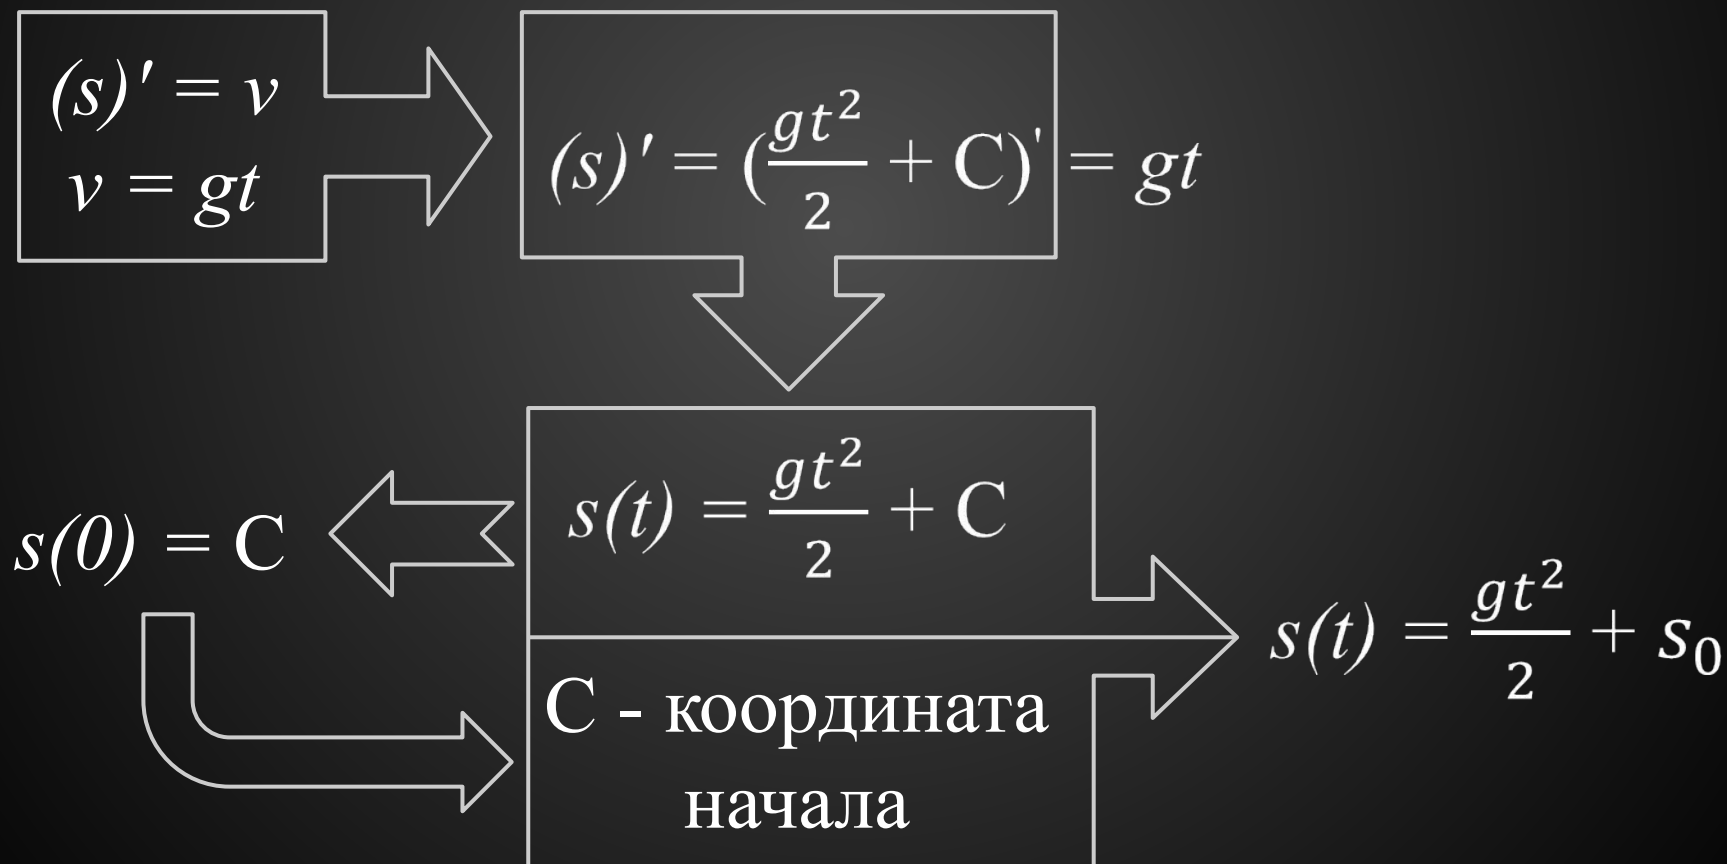 (s)' = v
v = gt
(s)' = (gt²/2 + C)' = gt
s(t) = gt²/2 + C
s(0) = C
s(t) = gt²/2 + s₀
C - координата
начала